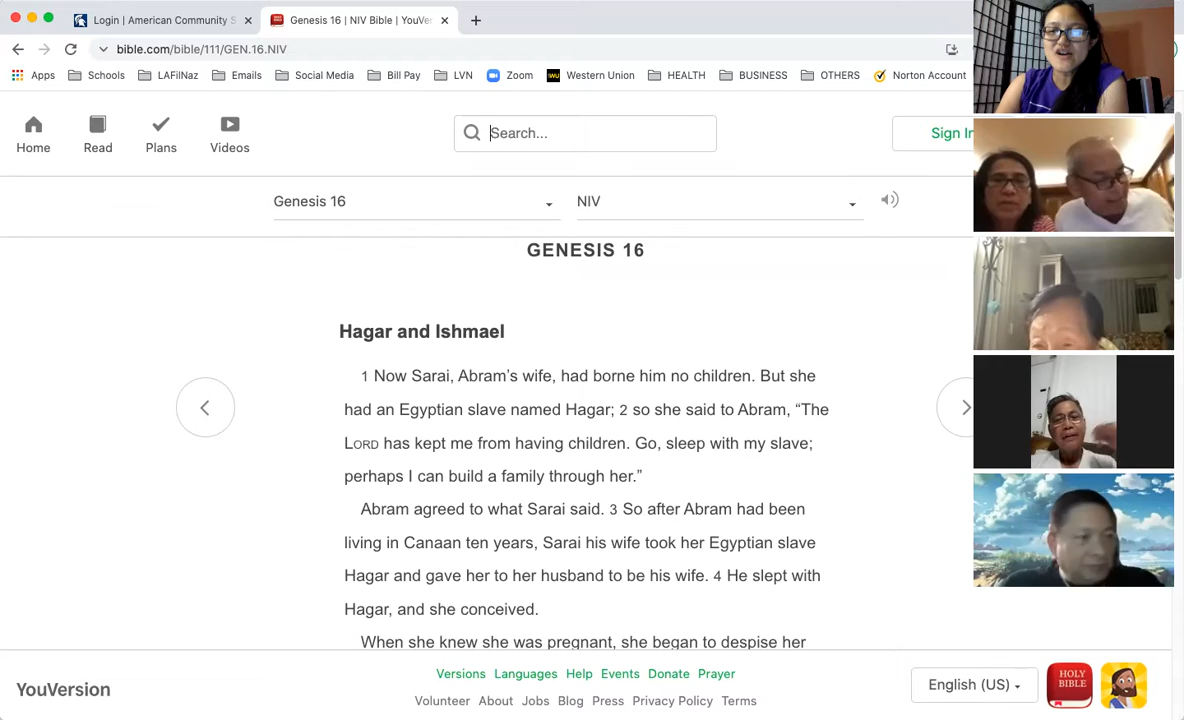 Login | American Community S
Genesis 16 | NIV Bible | YouVer
bible.com/bible/111/GEN.16.NIV
Apps Schools LAFilNaz Emails Social Media Bill Pay LVN Zoom WU Western Union HEALTH BUSINESS OTHERS Norton Account
Home Read Plans Videos
Search...
Sign In
Genesis 16 NIV
GENESIS 16
Hagar and Ishmael
1 Now Sarai, Abram’s wife, had borne him no children. But she
had an Egyptian slave named Hagar; 2 so she said to Abram, “The
LORD has kept me from having children. Go, sleep with my slave;
perhaps I can build a family through her.”
Abram agreed to what Sarai said. 3 So after Abram had been
living in Canaan ten years, Sarai his wife took her Egyptian slave
Hagar and gave her to her husband to be his wife. 4 He slept with
Hagar, and she conceived.
When she knew she was pregnant, she began to despise her
YouVersion
Versions Languages Help Events Donate Prayer
Volunteer About Jobs Blog Press Privacy Policy Terms
English (US)
HOLY
BIBLE